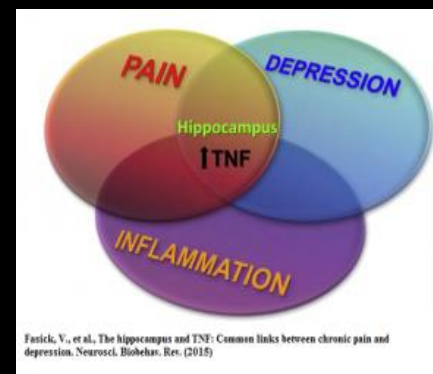 PAIN
DEPRESSION
Hippocampus
↑TNF
INFLAMMATION
Fasick, V., et al., The hippocampus and TNF: Common links between chronic pain and
depression. Neurosci. Biobehav. Rev. (2015)